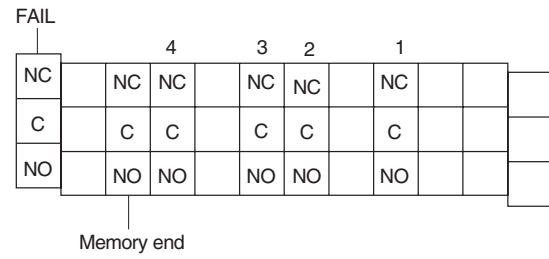 FAIL
4 3 2 1
NC NC NC NC NC NC
C C C C C C
NO NO NO NO NO NO
Memory end